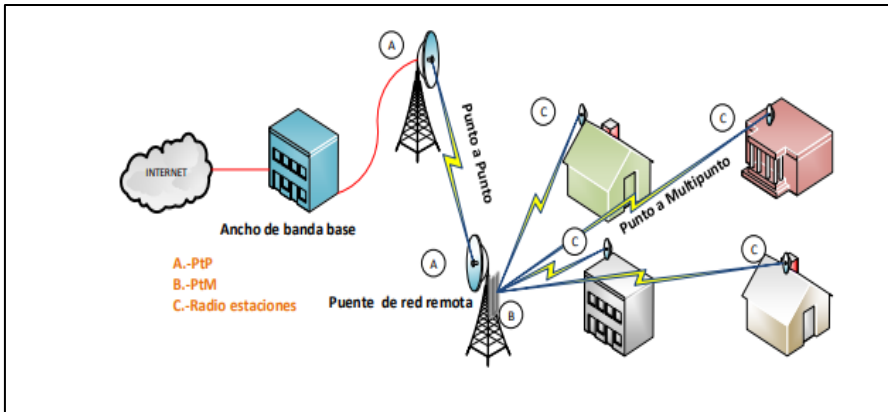 A
C
C
Punto a Punto
INTERNET
Punto a Multipunto
Ancho de banda base
C
C
A
A.-PtP
B.-PtM
C.-Radio estaciones
Puente de red remota
B